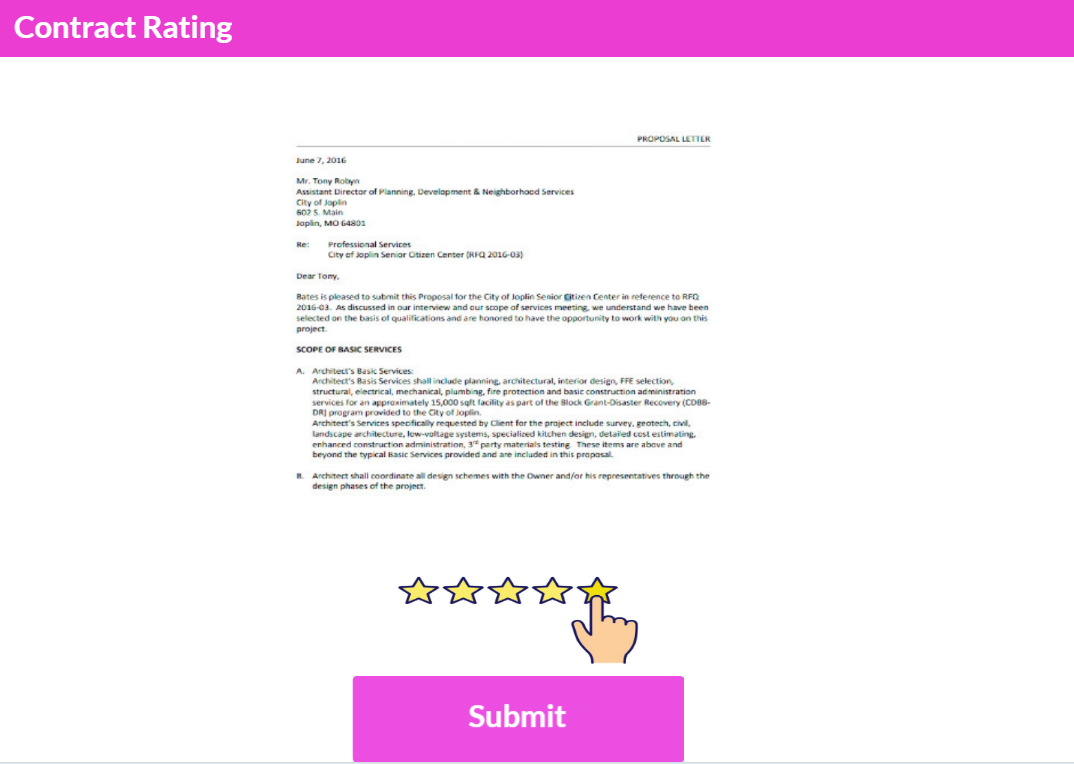 Contract Rating
PROPOSAL LETTER
June 7, 2016
Mr. Tony Robyn
Assistant Director of Planning, Development & Neighborhood Services
City of Joplin
602 S. Main
Joplin, MO 64801
Re: Professional Services
City of Joplin Senior Citizen Center (RFQ 2016-03)
Dear Tony,
Bates is pleased to submit this Proposal for the City of Joplin Senior Citizen Center in reference to RFQ
2016-03. As discussed in our interview and our scope of services meeting, we understand we have been
selected on the basis of qualifications and are honored to have the opportunity to work with you on this
project.
SCOPE OF BASIC SERVICES
A. Architect's Basic Services:
Architect's Basis Services shall include planning, architectural, interior design, FFE selection,
structural, electrical, mechanical, plumbing, fire protection and basic construction administration
services for an approximately 15,000 sqft facility as part of the Block Grant-Disaster Recovery (CDBB-
DR) program provided to the City of Joplin.
Architect's Services specifically requested by Client for the project include survey, geotech, civil,
landscape architecture, low-voltage systems, specialized kitchen design, detailed cost estimating,
enhanced construction administration, 3rd party materials testing. These items are above and
beyond the typical Basic Services provided and are included in this proposal.
B. Architect shall coordinate all design schemes with the Owner and/or his representatives through the
design phases of the project.
Submit